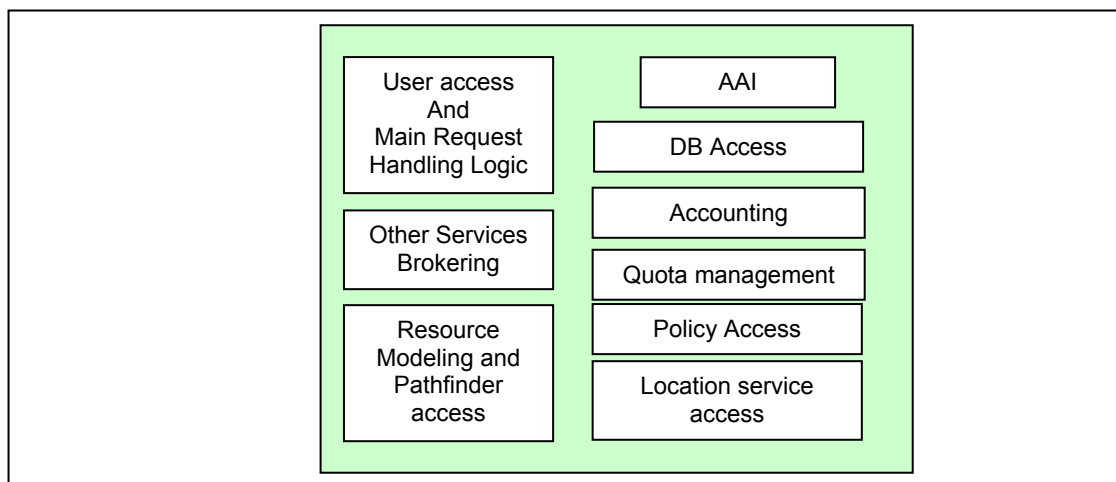 User access
And
Main Request
Handling Logic
Other Services
Brokering
Resource
Modeling and
Pathfinder
access
AAI
DB Access
Accounting
Quota management
Policy Access
Location service
access